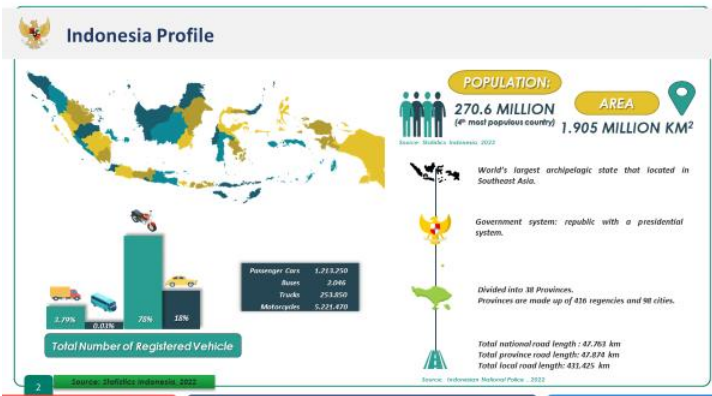 Indonesia Profile
POPULATION:
270.6 MILLION
(4th most populous country)
Source: Statistics Indonesia, 2022
AREA
1.905 MILLION KM²
World's largest archipelagic state that located in
Southeast Asia.
Government system: republic with a presidential
system.
Divided into 38 Provinces.
Provinces are made up of 416 regencies and 98 cities.
Total national road length : 47.763 km
Total province road length: 47.874 km
Total local road length: 431.425 km
Source: Indonesian National Police , 2022
3.79%
0.03%
78%
18%
Passenger Cars 1.213.250
Buses 2.046
Trucks 253.850
Motorcycles 5.221.470
Total Number of Registered Vehicle
Source: Statistics Indonesia, 2022
2